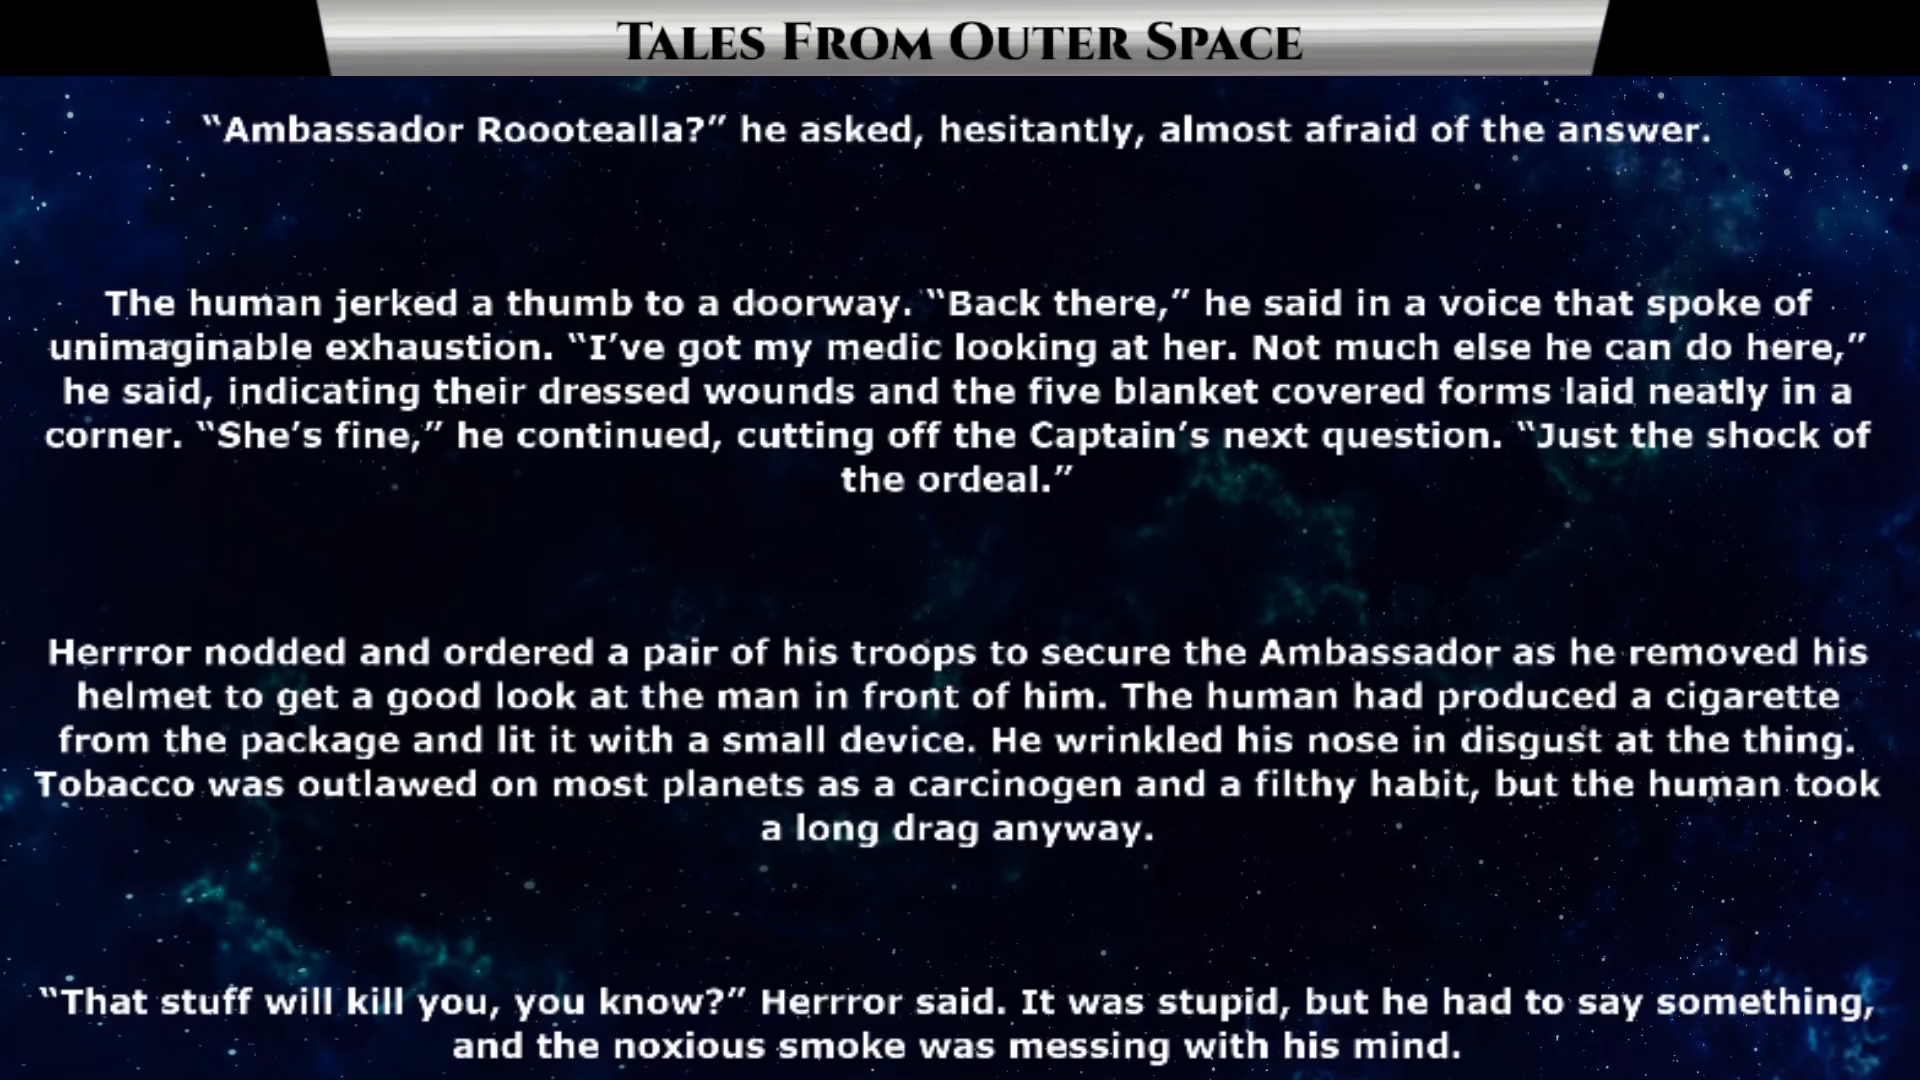 Tales From Outer Space
“Ambassador Roootealla?” he asked, hesitantly, almost afraid of the answer.
The human jerked a thumb to a doorway. “Back there,” he said in a voice that spoke of
unimaginable exhaustion. “I’ve got my medic looking at her. Not much else he can do here,”
he said, indicating their dressed wounds and the five blanket covered forms laid neatly in a
corner. “She’s fine,” he continued, cutting off the Captain’s next question. “Just the shock of
the ordeal.”
Herrror nodded and ordered a pair of his troops to secure the Ambassador as he removed his
helmet to get a good look at the man in front of him. The human had produced a cigarette
from the package and lit it with a small device. He wrinkled his nose in disgust at the thing.
Tobacco was outlawed on most planets as a carcinogen and a filthy habit, but the human took
a long drag anyway.
“That stuff will kill you, you know?” Herrror said. It was stupid, but he had to say something,
and the noxious smoke was messing with his mind.